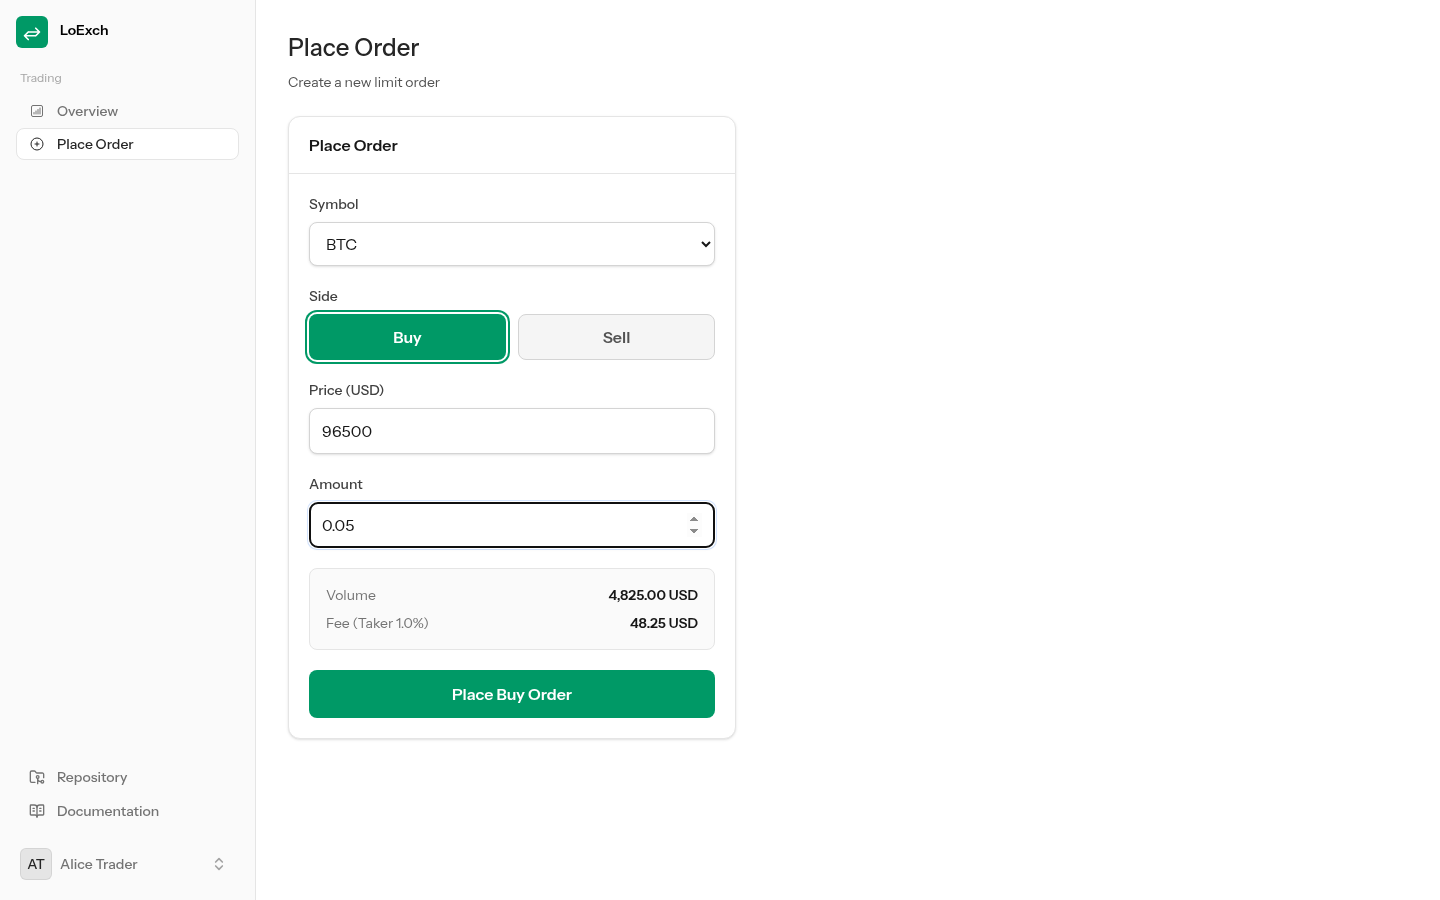 LoExch
Trading
Overview
Place Order
Repository
Documentation
AT Alice Trader
Place Order
Create a new limit order
Place Order
Symbol
BTC
Side
Buy Sell
Price (USD)
96500
Amount
0.05
Volume 4,825.00 USD
Fee (Taker 1.0%) 48.25 USD
Place Buy Order